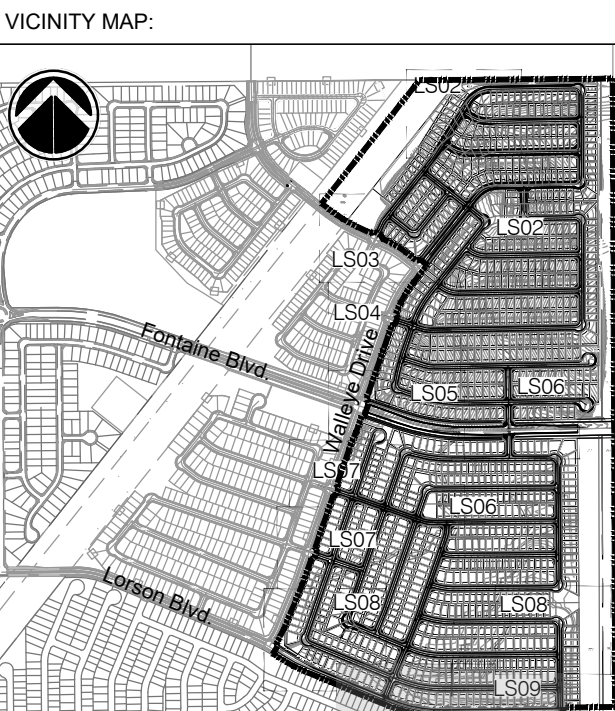 VICINITY MAP:
LS02
LS02
LS03
LS04
Fontaine Blvd.
Walleye Drive
LS05
LS06
LS07
LS06
LS07
LS08
LS08
Lorson Blvd.
LS09